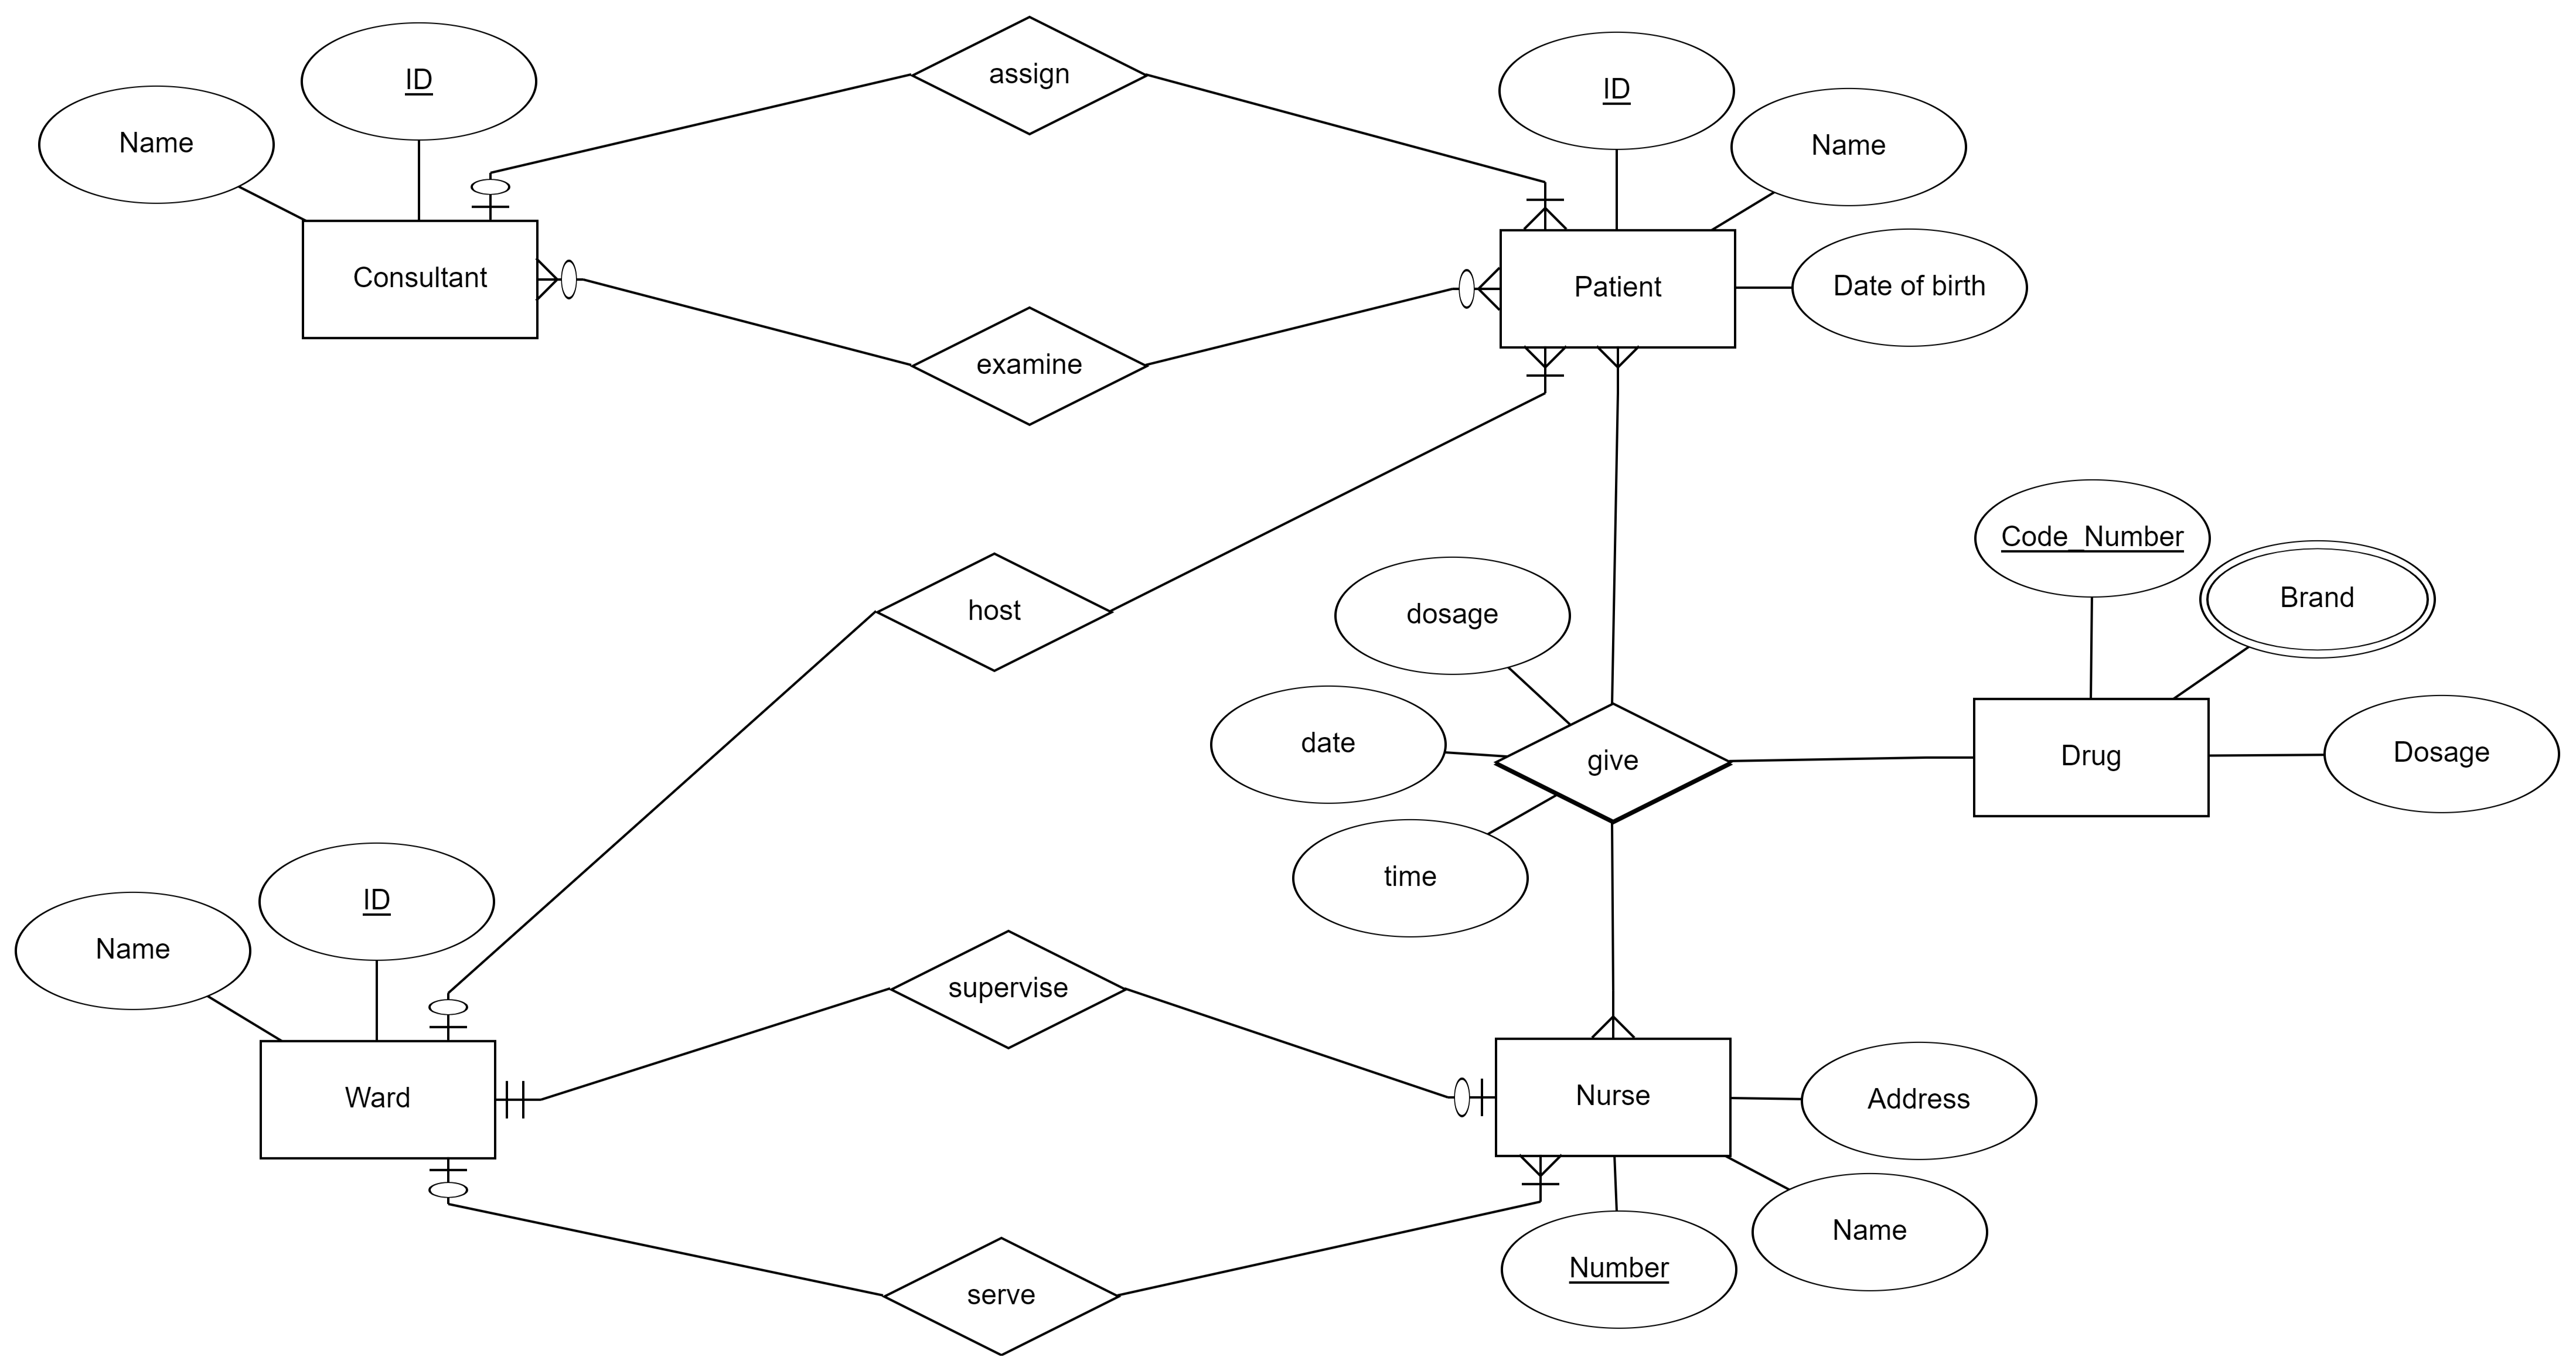 assign
ID
ID
Name
Name
Consultant
Patient
Date of birth
examine
Code_Number
Brand
host
dosage
date
give
Drug
Dosage
time
ID
Name
supervise
Ward
Nurse
Address
Name
Number
serve